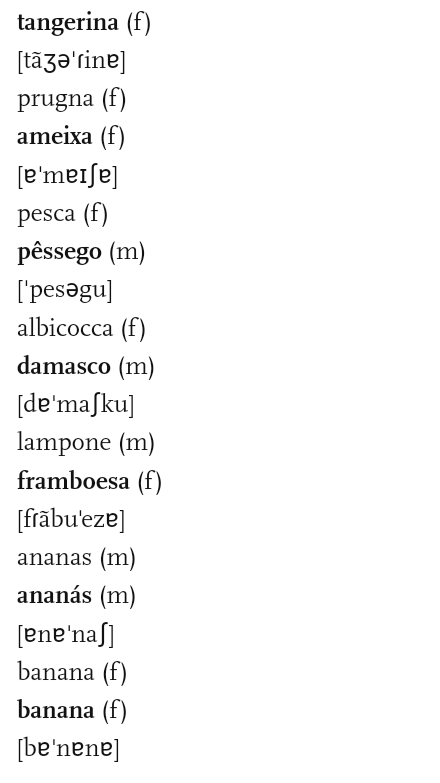 tangerina (f)
[tãʒəˈɾinɐ]
prugna (f)
ameixa (f)
[ɐˈmɐɪʃɐ]
pesca (f)
pêssego (m)
[ˈpesəgu]
albicocca (f)
damasco (m)
[dɐˈmaʃku]
lampone (m)
framboesa (f)
[fɾãbuˈezɐ]
ananas (m)
ananás (m)
[ɐnɐˈnaʃ]
banana (f)
banana (f)
[bɐˈnɐnɐ]